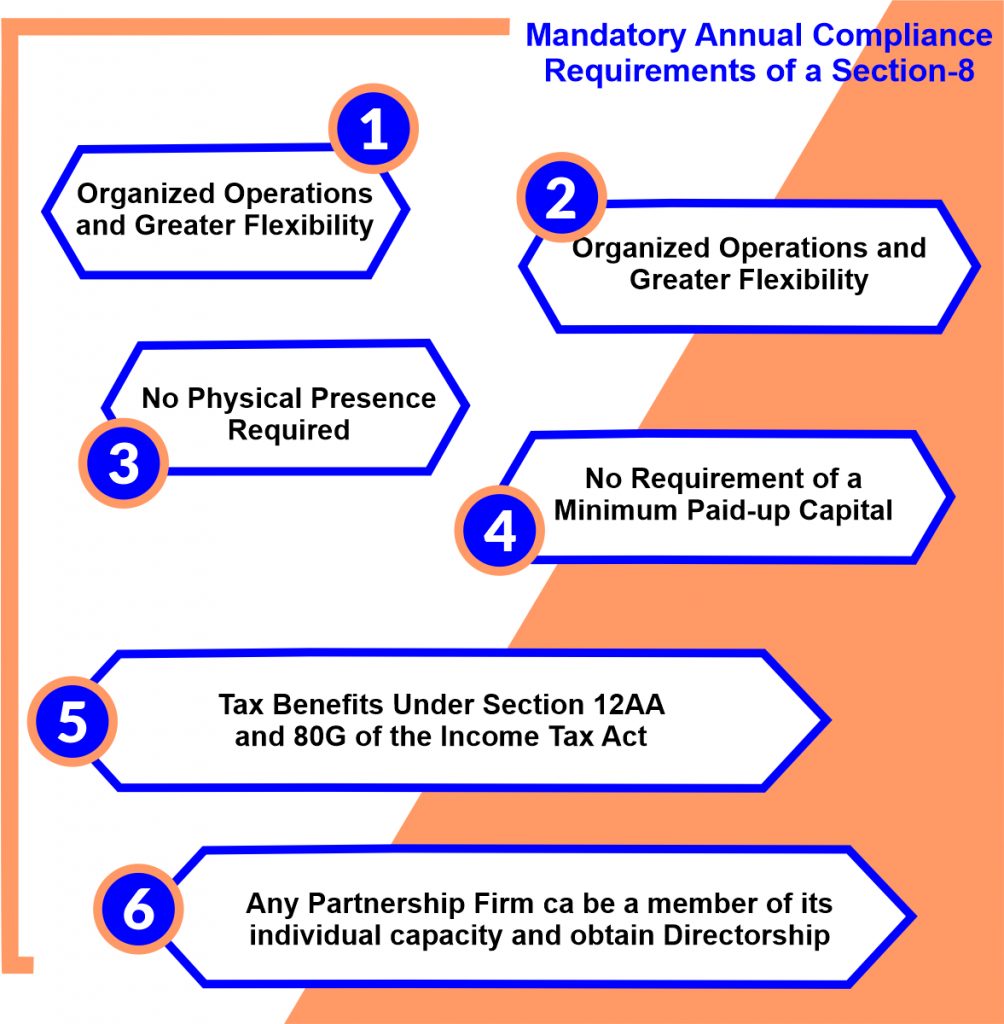 Mandatory Annual Compliance
Requirements of a Section-8
1
Organized Operations
and Greater Flexibility
2
Organized Operations and
Greater Flexibility
3
No Physical Presence
Required
4
No Requirement of a
Minimum Paid-up Capital
5
Tax Benefits Under Section 12AA
and 80G of the Income Tax Act
6
Any Partnership Firm ca be a member of its
individual capacity and obtain Directorship